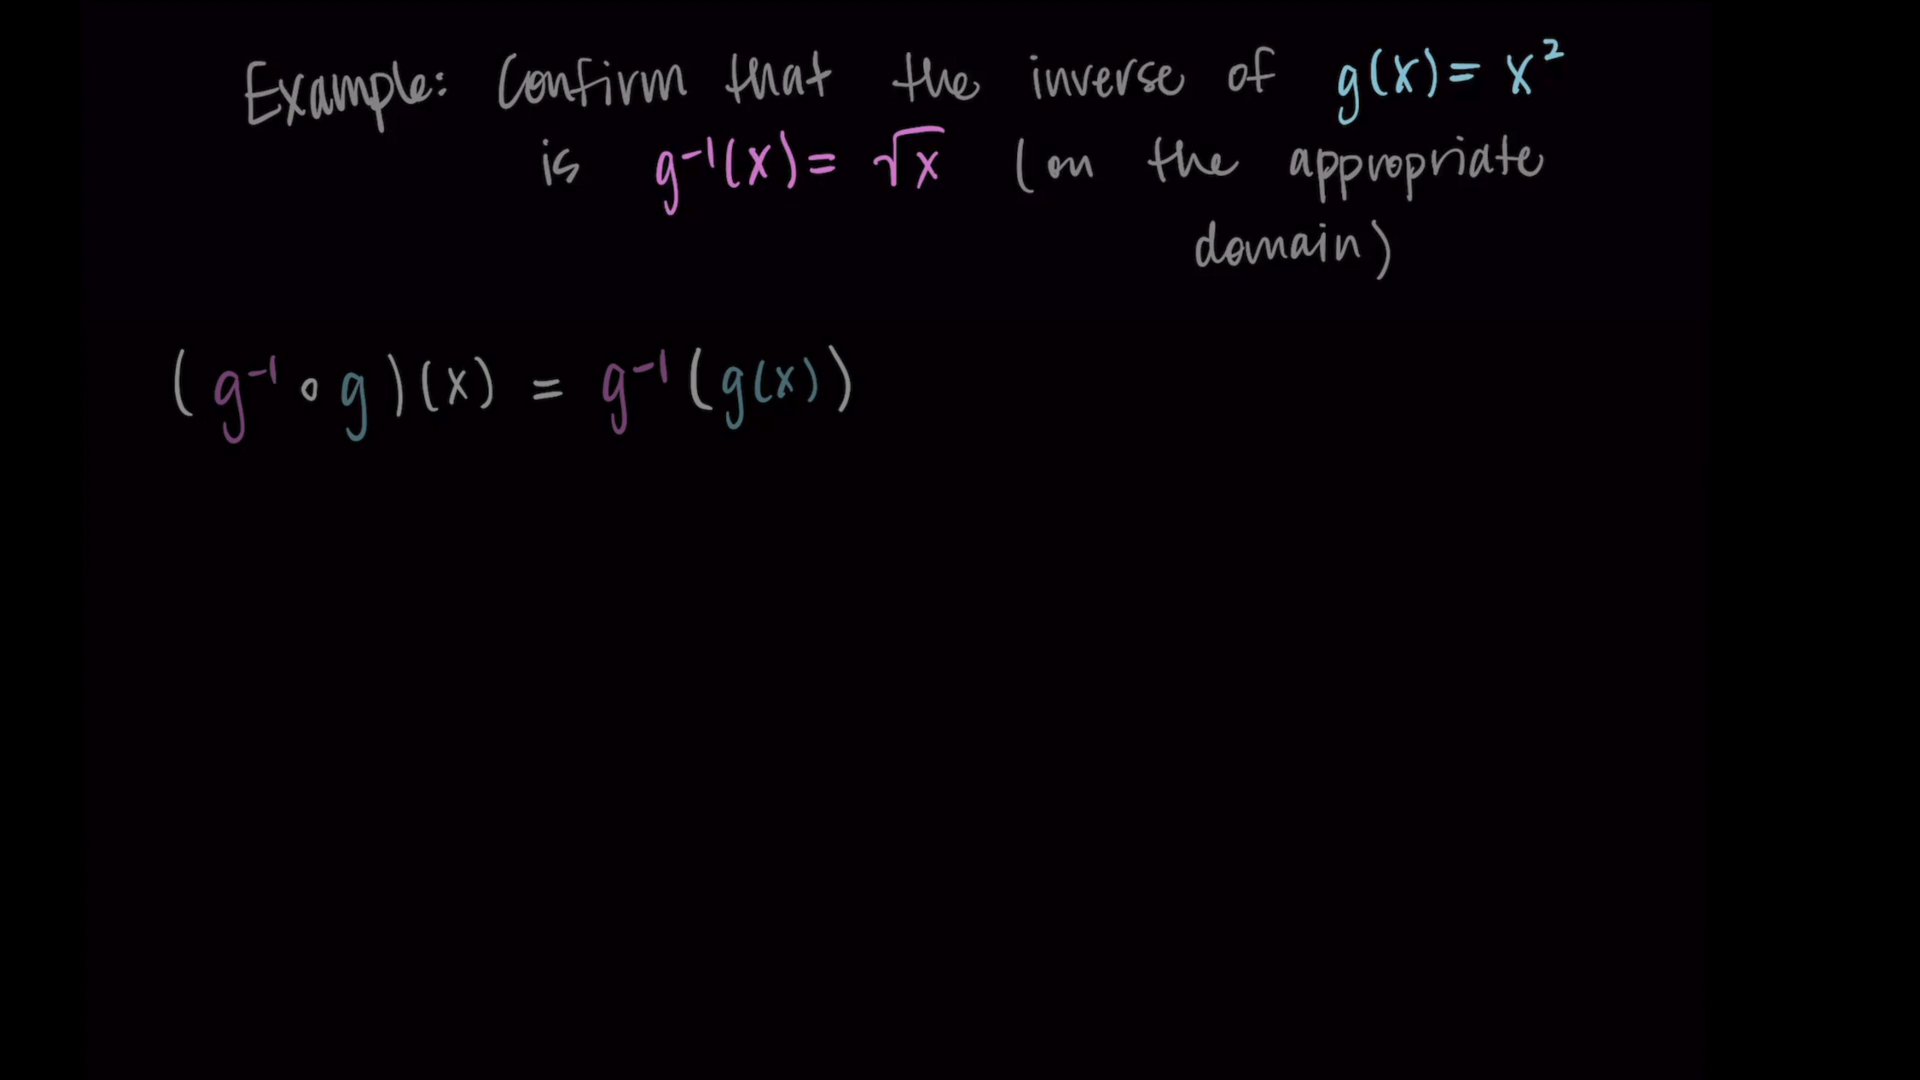 Example: Confirm that the inverse of g(x) = x²
is g⁻¹(x) = √x (on the appropriate
domain)
(g⁻¹ ∘ g)(x) = g⁻¹(g(x))